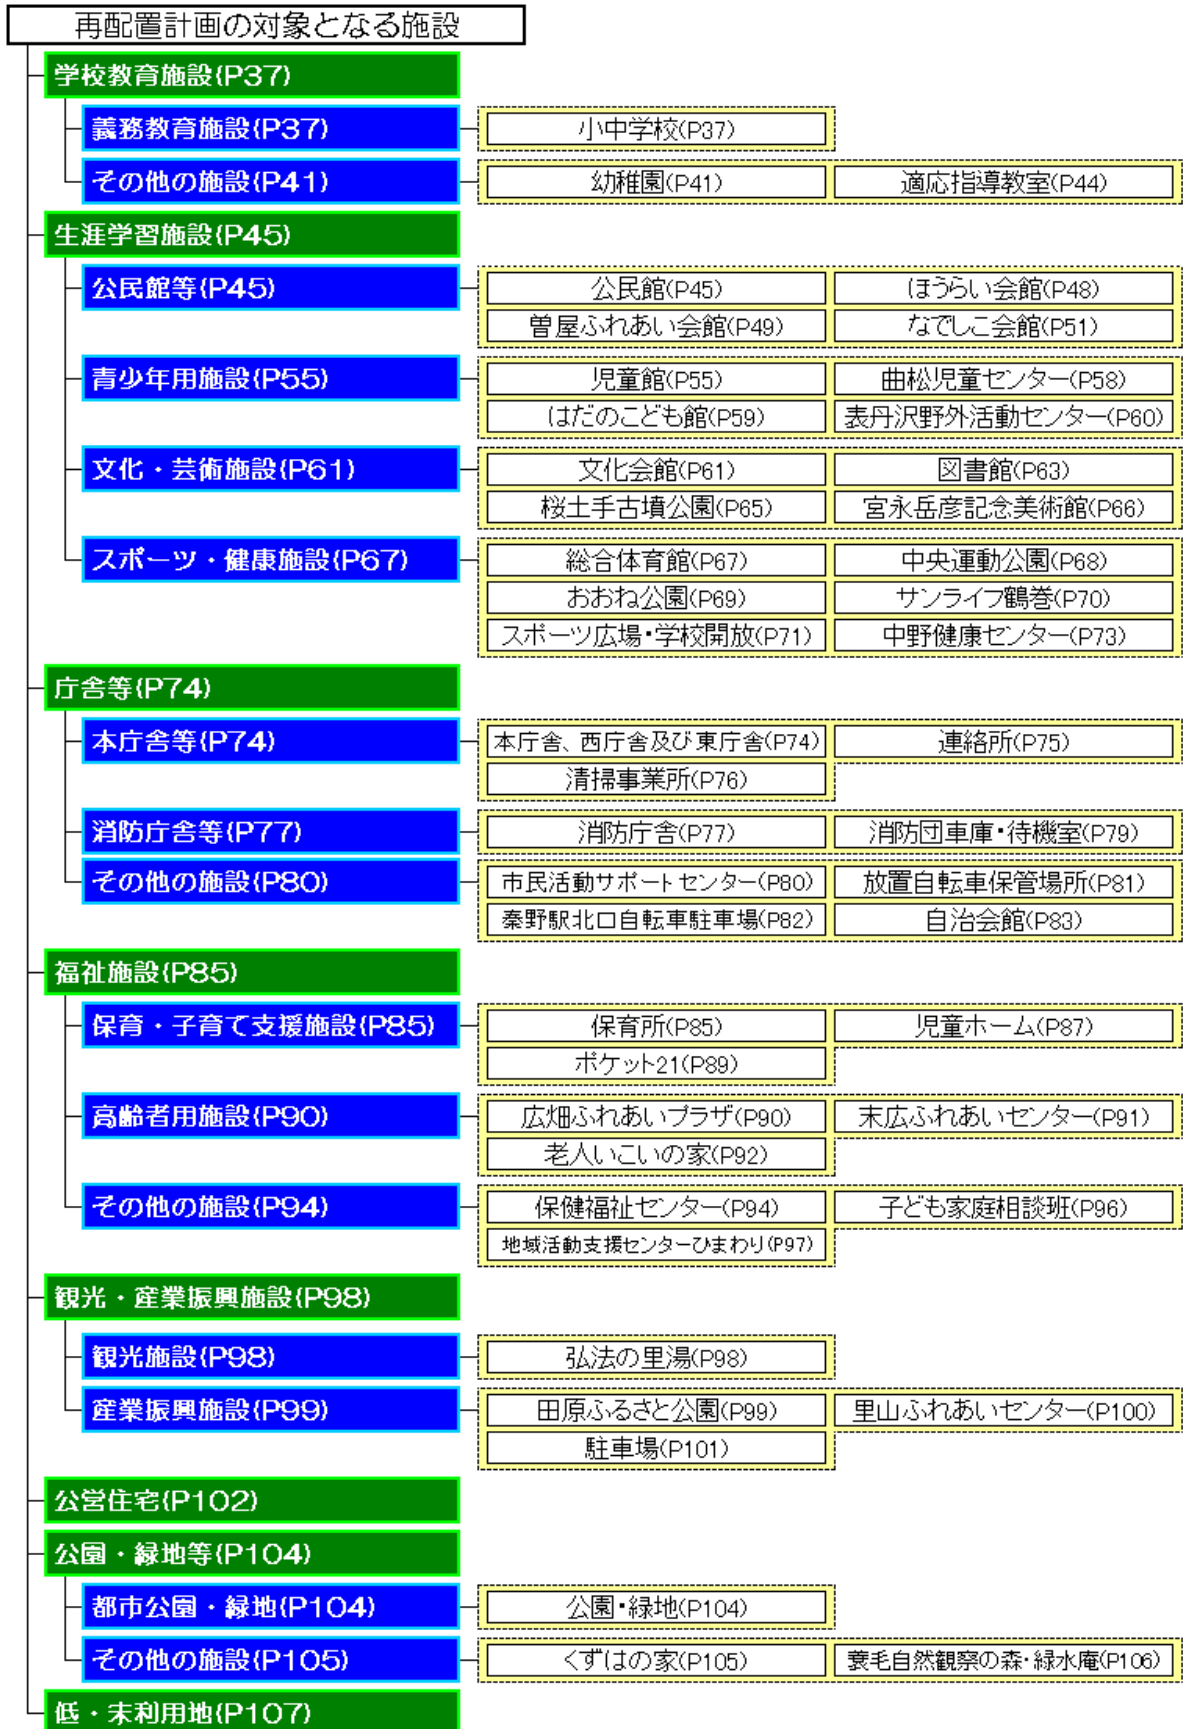 再配置計画の対象となる施設
学校教育施設(P37)
義務教育施設(P37) 小中学校(P37)
その他の施設(P41) 幼稚園(P41) 適応指導教室(P44)
生涯学習施設(P45)
公民館等(P45) 公民館(P45) ほうらい会館(P48)
曽屋ふれあい会館(P49) なでしこ会館(P51)
青少年用施設(P55) 児童館(P55) 曲松児童センター(P58)
はだのこども館(P59) 表丹沢野外活動センター(P60)
文化・芸術施設(P61) 文化会館(P61) 図書館(P63)
桜土手古墳公園(P65) 宮永岳彦記念美術館(P66)
スポーツ・健康施設(P67) 総合体育館(P67) 中央運動公園(P68)
おおね公園(P69) サンライフ鶴巻(P70)
スポーツ広場・学校開放(P71) 中野健康センター(P73)
庁舎等(P74)
本庁舎等(P74) 本庁舎、西庁舎及び東庁舎(P74) 連絡所(P75)
清掃事業所(P76)
消防庁舎等(P77) 消防庁舎(P77) 消防団車庫・待機室(P79)
その他の施設(P80) 市民活動サポートセンター(P80) 放置自転車保管場所(P81)
秦野駅北口自転車駐車場(P82) 自治会館(P83)
福祉施設(P85)
保育・子育て支援施設(P85) 保育所(P85) 児童ホーム(P87)
ポケット21(P89)
高齢者用施設(P90) 広畑ふれあいプラザ(P90) 末広ふれあいセンター(P91)
老人いこいの家(P92)
その他の施設(P94) 保健福祉センター(P94) 子ども家庭相談班(P96)
地域活動支援センターひまわり(P97)
観光・産業振興施設(P98)
観光施設(P98) 弘法の里湯(P98)
産業振興施設(P99) 田原ふるさと公園(P99) 里山ふれあいセンター(P100)
駐車場(P101)
公営住宅(P102)
公園・緑地等(P104)
都市公園・緑地(P104) 公園・緑地(P104)
その他の施設(P105) くずはの家(P105) 蓑毛自然観察の森・緑水庵(P106)
低・未利用地(P107)